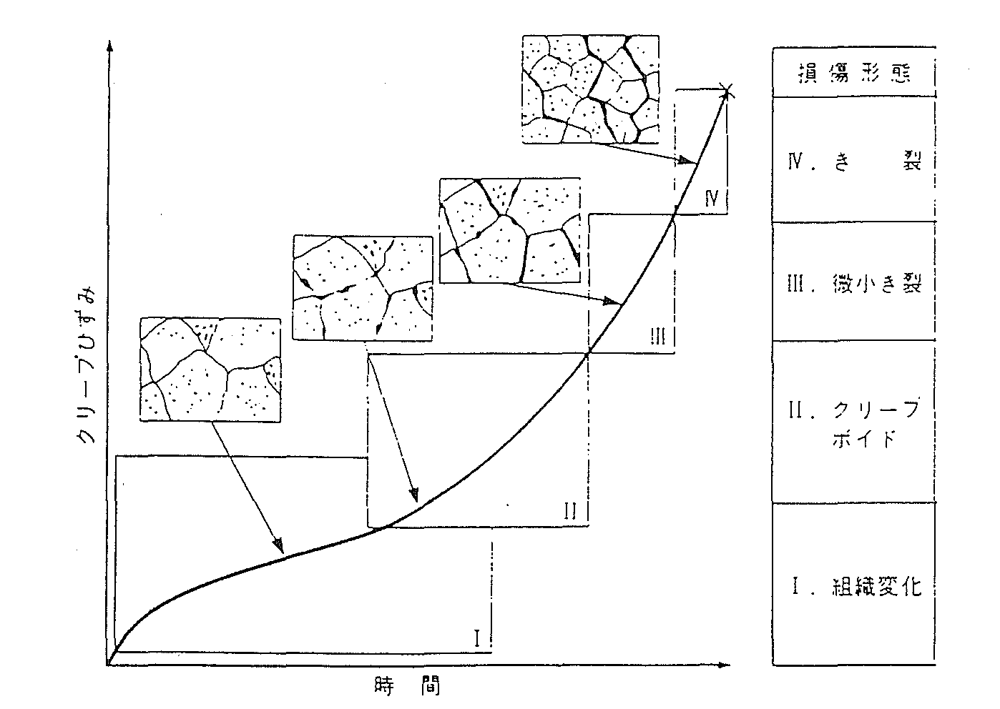 クリープひずみ
時間
I
II
III
IV
損傷形態
IV. き裂
III. 微小き裂
II. クリープ
ボイド
I. 組織変化